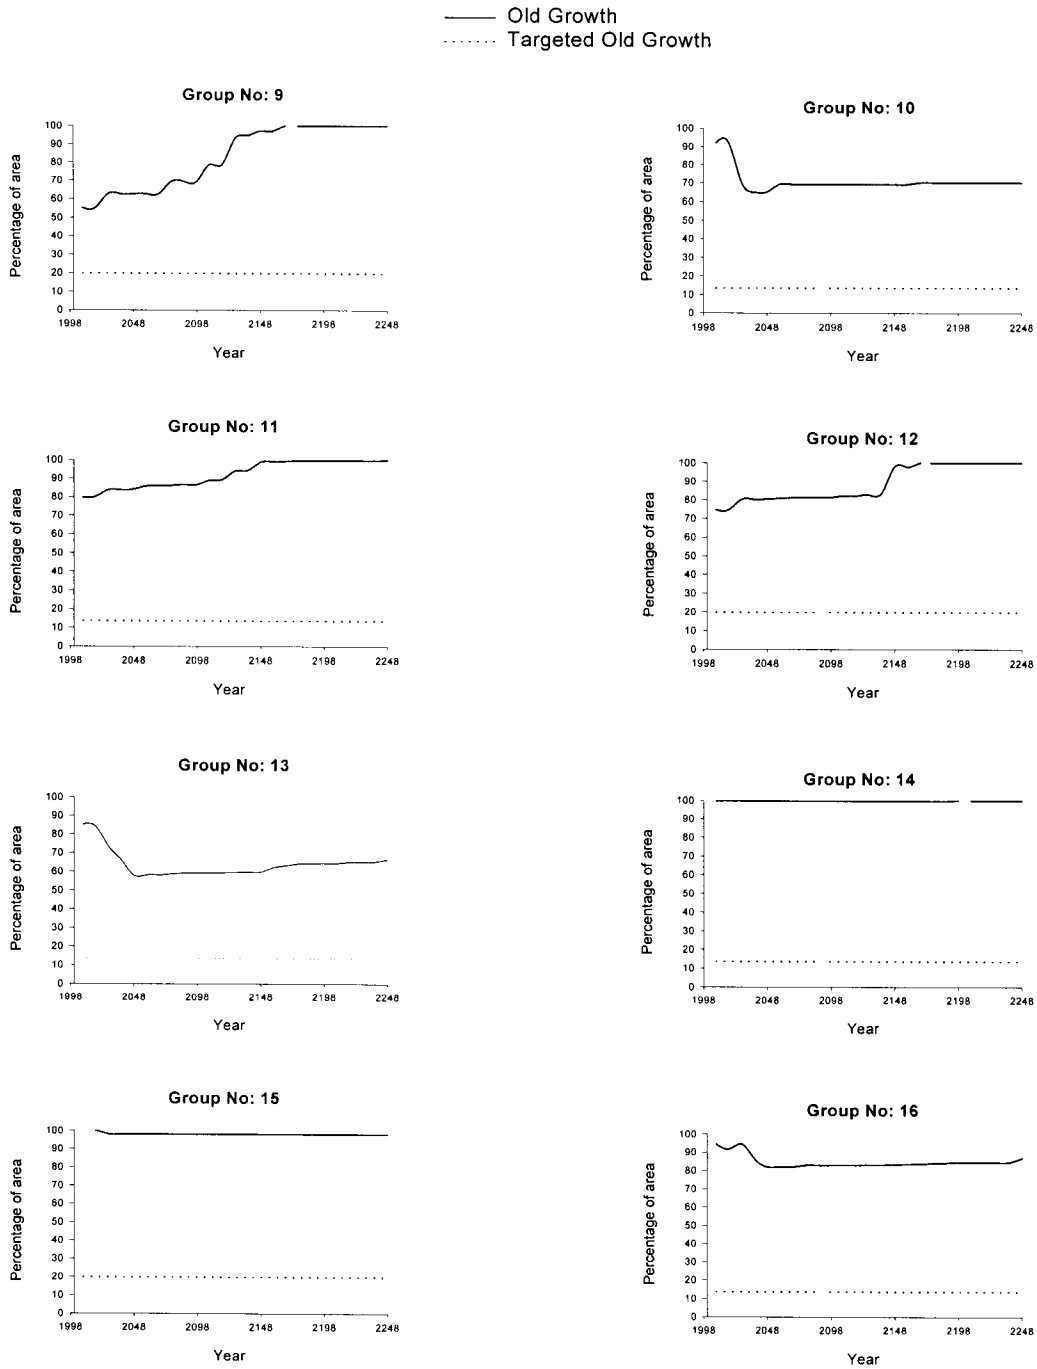 Old Growth
Targeted Old Growth
Group No: 9
Percentage of area
100
90
80
70
60
50
40
30
20
10
0
1998 2048 2098 2148 2198 2248
Year
Group No: 10
Percentage of area
100
90
80
70
60
50
40
30
20
10
0
1998 2048 2098 2148 2198 2248
Year
Group No: 11
Percentage of area
100
90
80
70
60
50
40
30
20
10
0
1998 2048 2098 2148 2198 2248
Year
Group No: 12
Percentage of area
100
90
80
70
60
50
40
30
20
10
0
1998 2048 2098 2148 2198 2248
Year
Group No: 13
Percentage of area
100
90
80
70
60
50
40
30
20
10
0
1998 2048 2098 2148 2198 2248
Year
Group No: 14
Percentage of area
100
90
80
70
60
50
40
30
20
10
0
1998 2048 2098 2148 2198 2248
Year
Group No: 15
Percentage of area
100
90
80
70
60
50
40
30
20
10
0
1998 2048 2098 2148 2198 2248
Year
Group No: 16
Percentage of area
100
90
80
70
60
50
40
30
20
10
0
1998 2048 2098 2148 2198 2248
Year